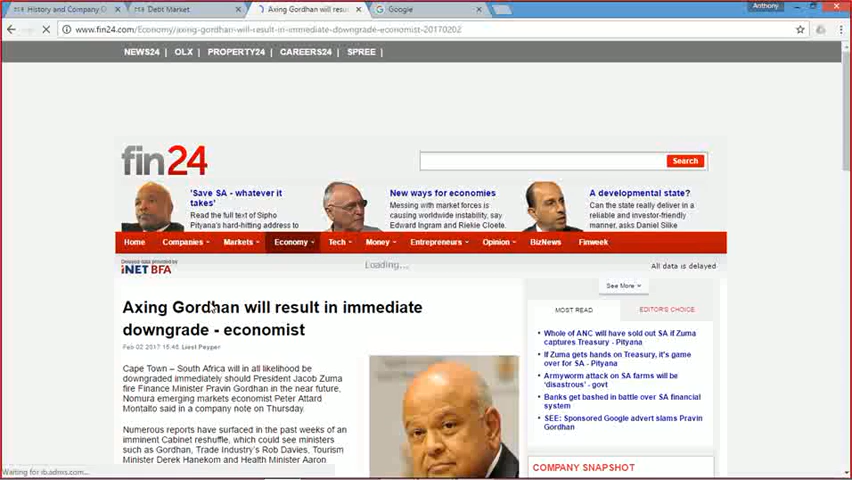 History and Company O
Debt Market
Axing Gordhan will resu
Google
Anthony
www.fin24.com/Economy/axing-gordhan-will-result-in-immediate-downgrade-economist-20170202
NEWS24 | OLX | PROPERTY24 | CAREERS24 | SPREE |
fin24
Search
'Save SA - whatever it
takes'
Read the full text of Sipho
Pityana's hard-hitting address to
New ways for economies
Messing with market forces is
causing worldwide instability, say
Edward Ingram and Riekie Cloete.
A developmental state?
Can the state really deliver in a
reliable and investor-friendly
manner, asks Daniel Silke
Home Companies Markets Economy Tech Money Entrepreneurs Opinion BizNews Finweek
Delayed data provided by
iNET BFA
Loading...
All data is delayed
See More
Axing Gordhan will result in immediate
downgrade - economist
Feb 02 2017 15:45 Liesl Peyper
Cape Town – South Africa will in all likelihood be
downgraded immediately should President Jacob Zuma
fire Finance Minister Pravin Gordhan in the near future,
Nomura emerging markets economist Peter Attard
Montalto said in a company note on Thursday.
Numerous reports have surfaced in the past weeks of an
imminent Cabinet reshuffle, which could see ministers
such as Gordhan, Trade Industry's Rob Davies, Tourism
Minister Derek Hanekom and Health Minister Aaron
MOST READ
EDITOR'S CHOICE
Whole of ANC will have sold out SA if Zuma
captures Treasury - Pityana
If Zuma gets hands on Treasury, it's game
over for SA - Pityana
Armyworm attack on SA farms will be
'disastrous' - govt
Banks get bashed in battle over SA financial
system
SEE: Sponsored Google advert slams Pravin
Gordhan
COMPANY SNAPSHOT
Waiting for ib.adnxs.com...